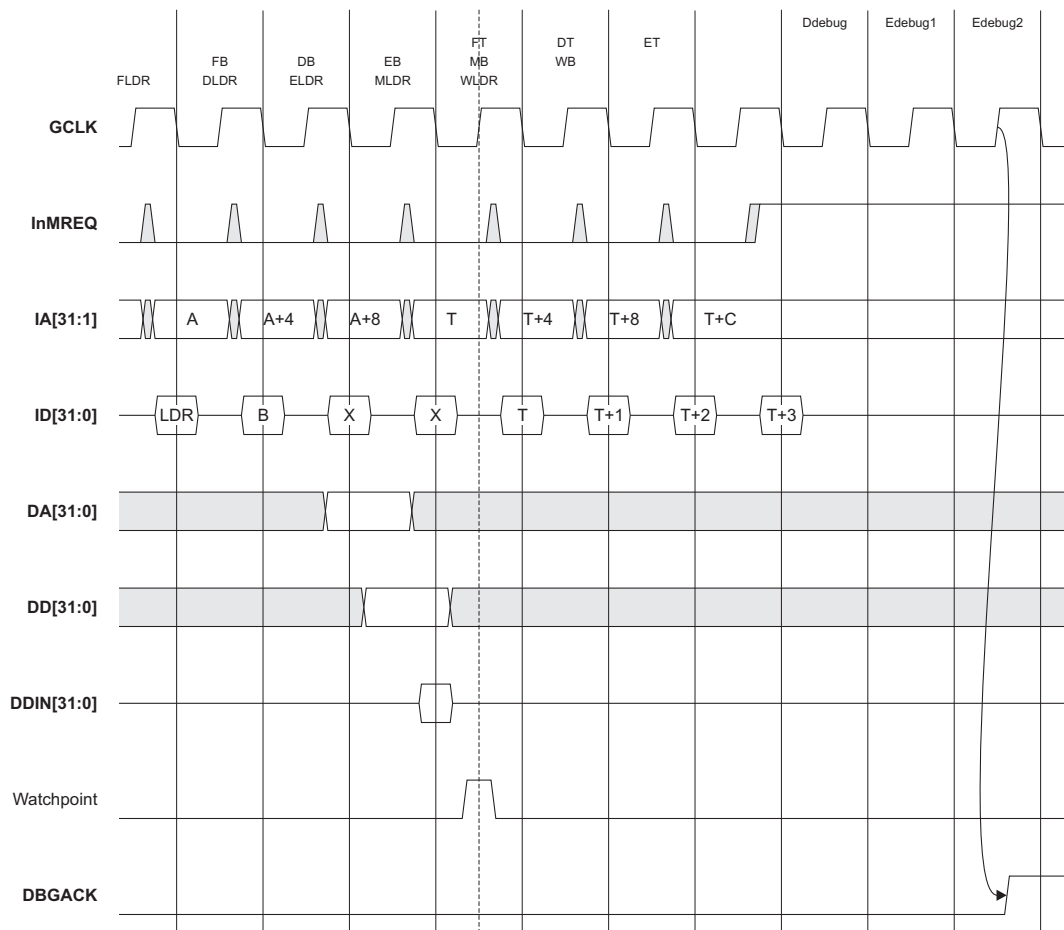 Ddebug Edebug1 Edebug2
FT DT ET
FB DB EB MB WB
FLDR DLDR ELDR MLDR WLDR
GCLK
InMREQ
IA[31:1] A A+4 A+8 T T+4 T+8 T+C
ID[31:0] LDR B X X T T+1 T+2 T+3
DA[31:0]
DD[31:0]
DDIN[31:0]
Watchpoint
DBGACK